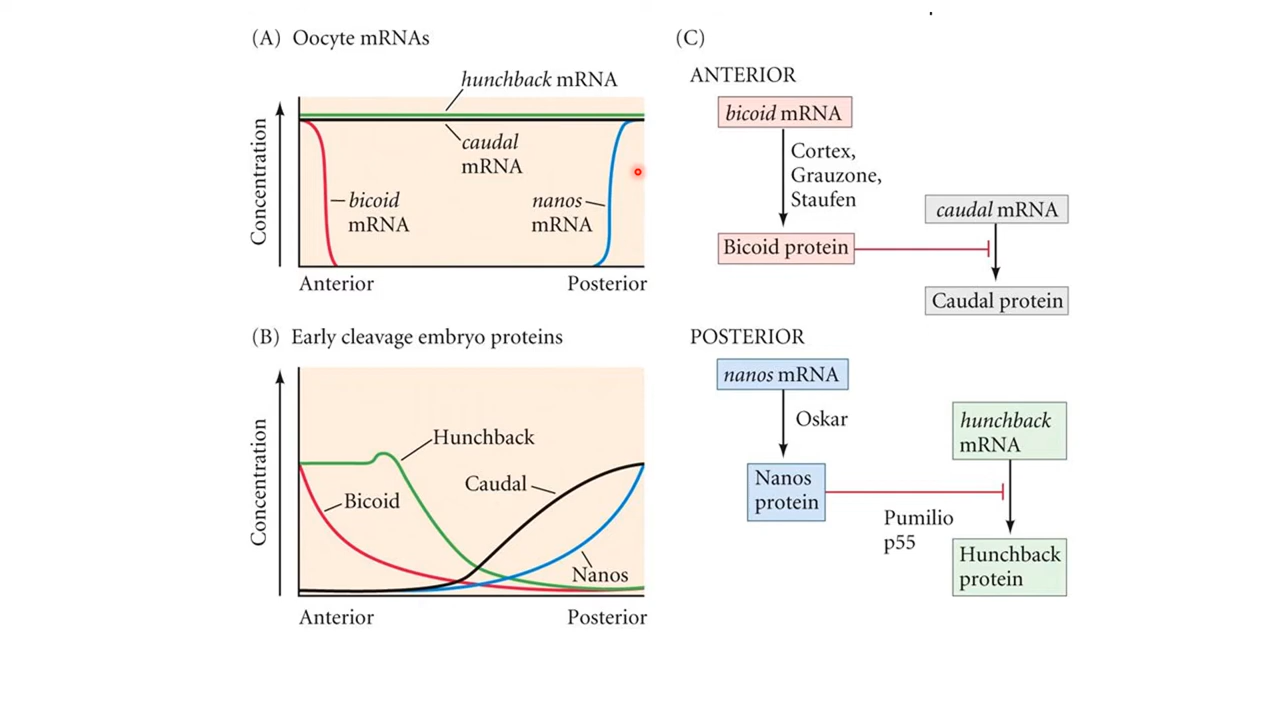 (A) Oocyte mRNAs
hunchback mRNA
caudal
mRNA
bicoid
mRNA
nanos
mRNA
Concentration
Anterior
Posterior
(B) Early cleavage embryo proteins
Hunchback
Caudal
Bicoid
Nanos
Concentration
Anterior
Posterior
(C)
ANTERIOR
bicoid mRNA
Cortex,
Grauzone,
Staufen
caudal mRNA
Bicoid protein
Caudal protein
POSTERIOR
nanos mRNA
Oskar
hunchback
mRNA
Nanos
protein
Pumilio
p55
Hunchback
protein